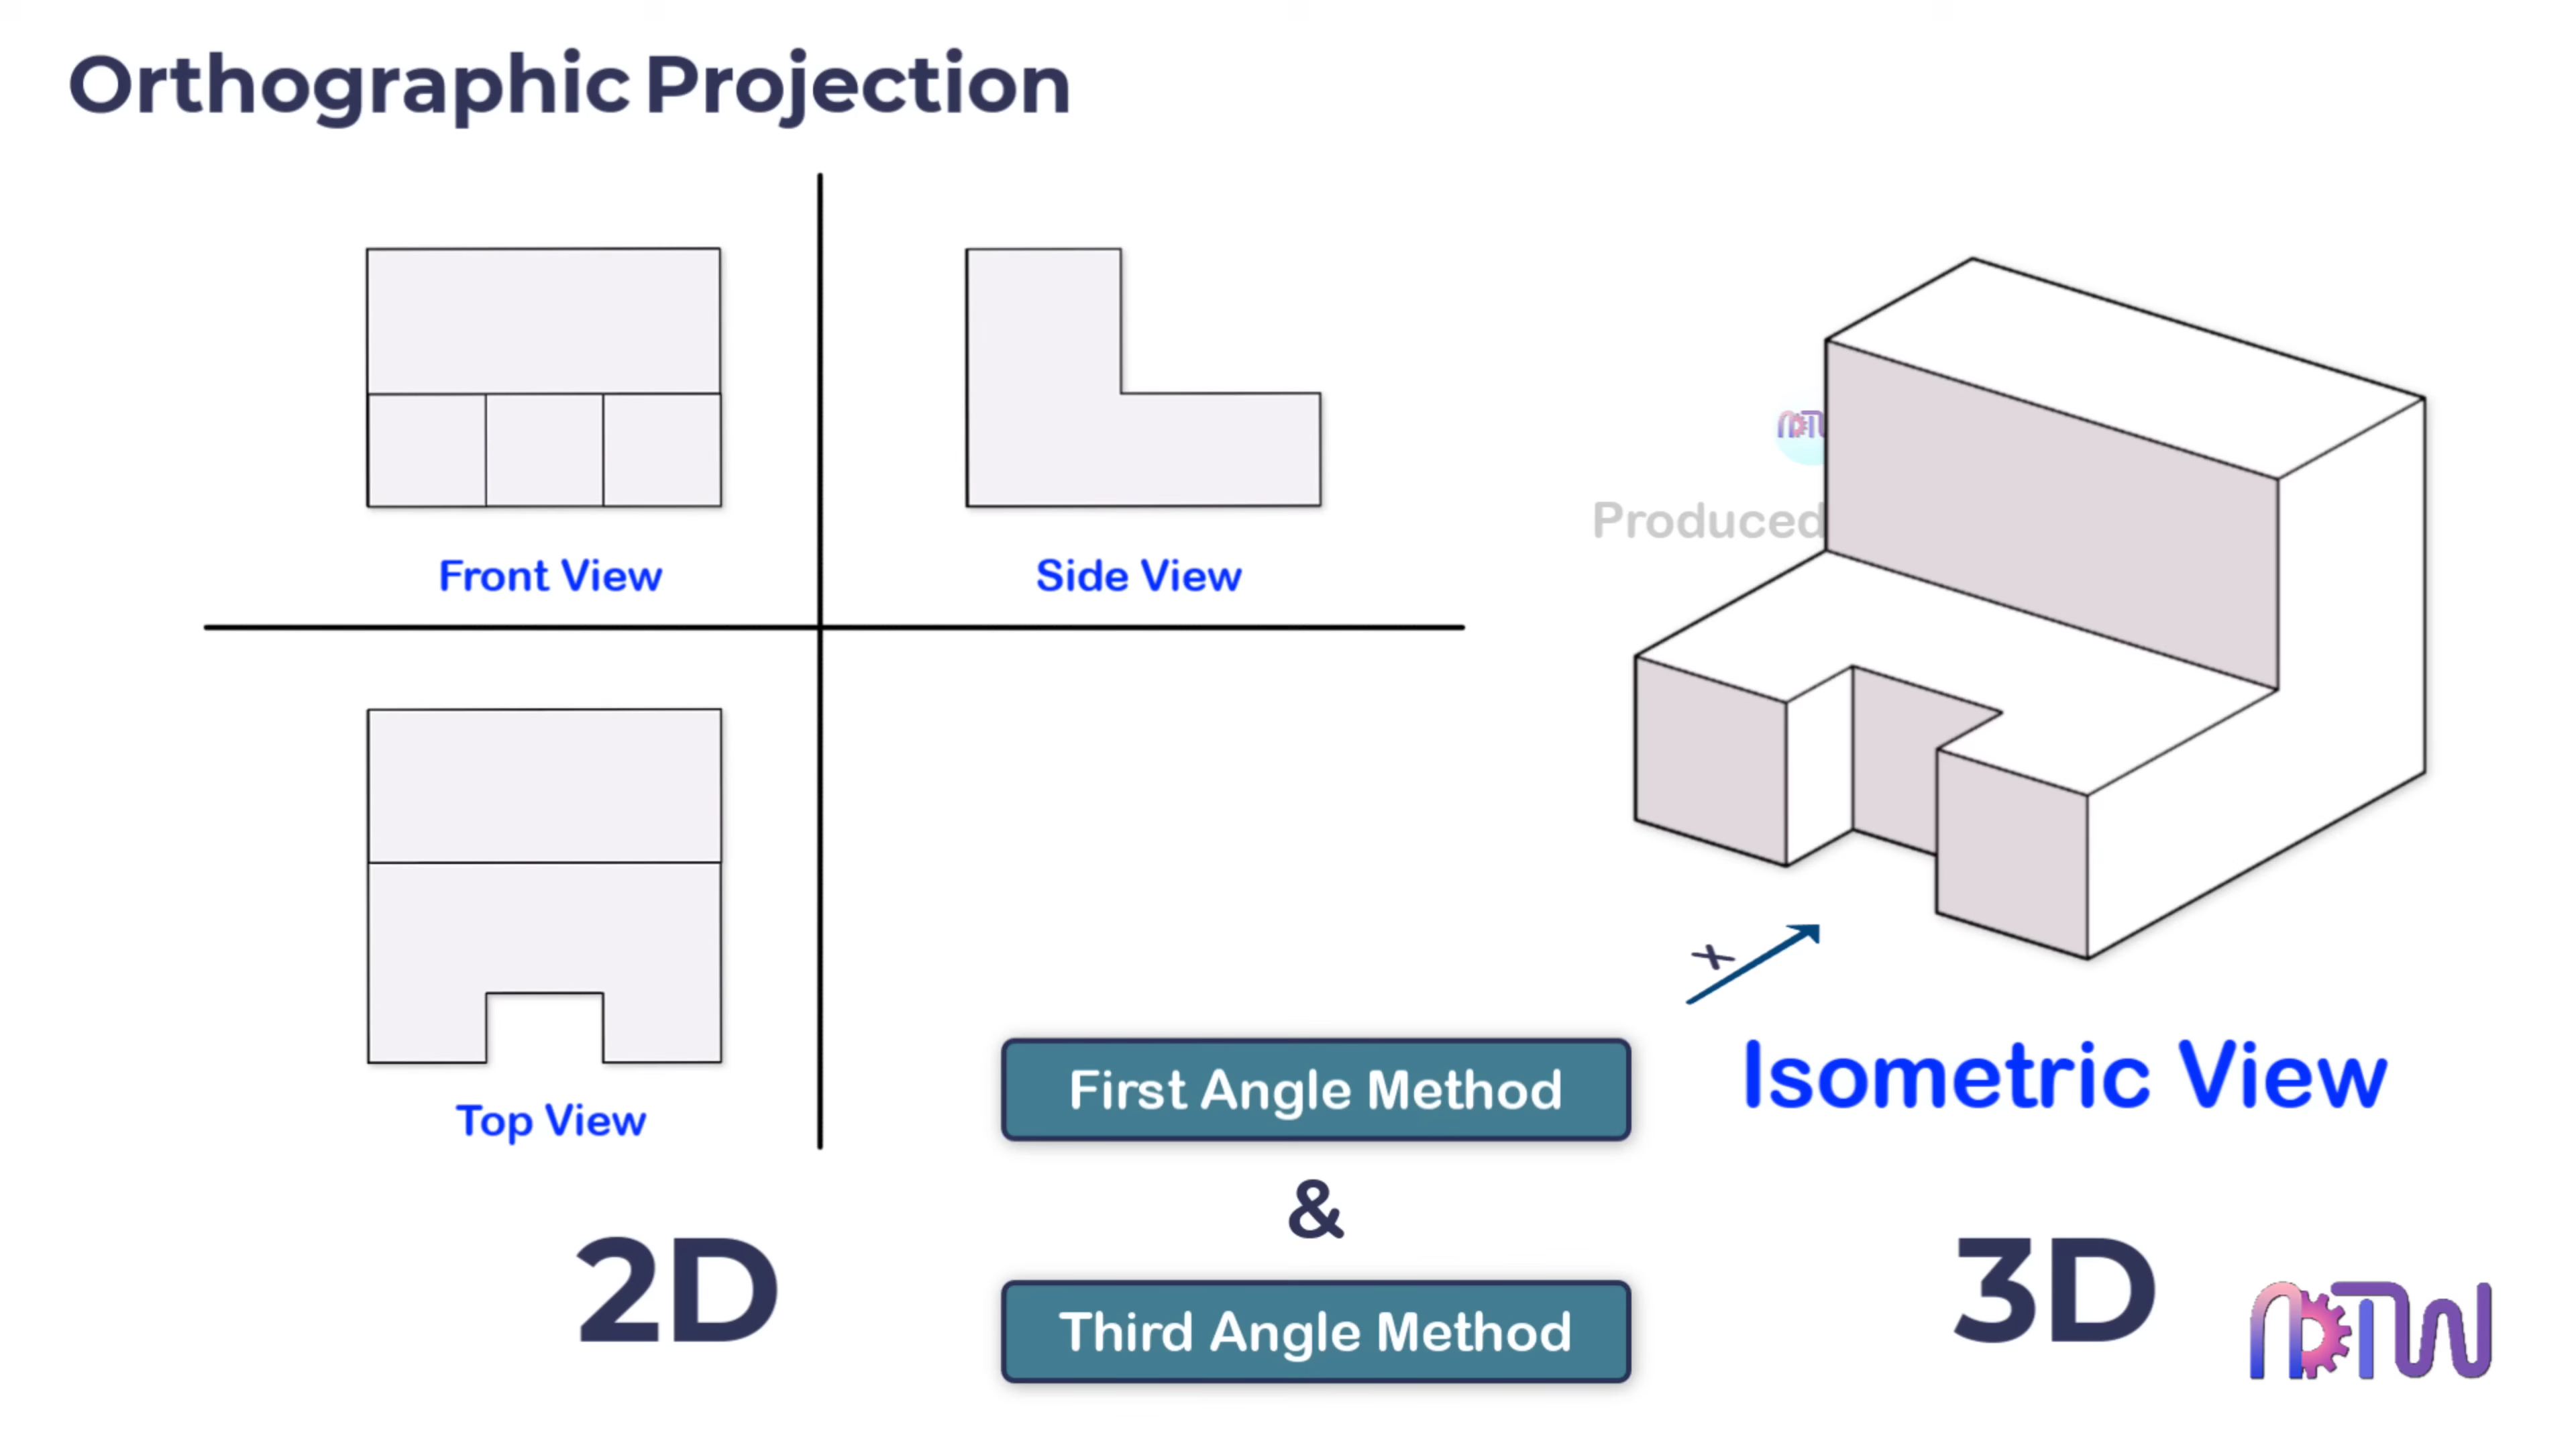 Orthographic Projection
Front View
Side View
Top View
Produced
X
Isometric View
First Angle Method
&
Third Angle Method
2D
3D